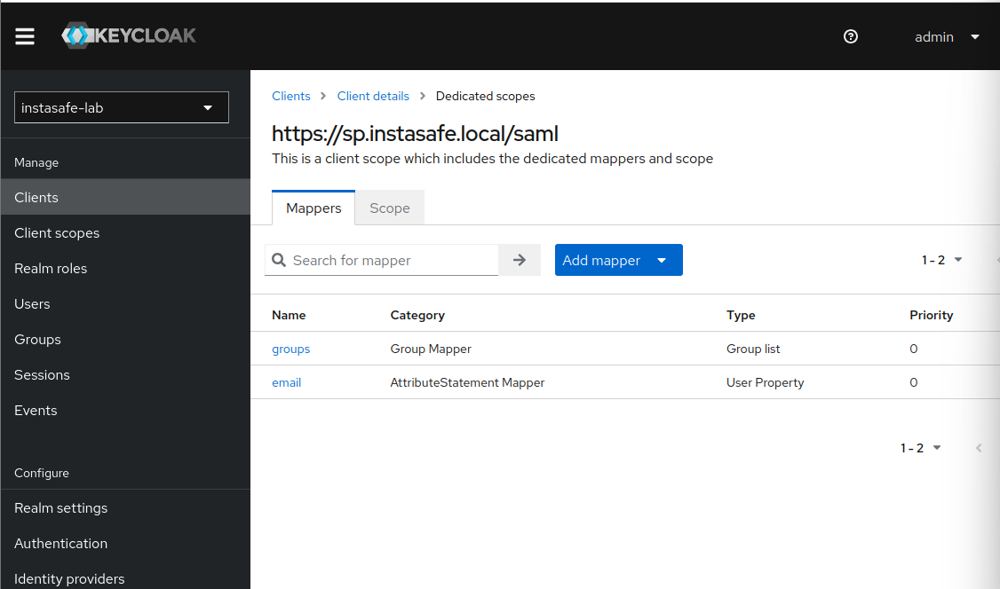 KEYCLOAK
admin
instasafe-lab
Manage
Clients
Client scopes
Realm roles
Users
Groups
Sessions
Events
Configure
Realm settings
Authentication
Identity providers
Clients Client details Dedicated scopes
https://sp.instasafe.local/saml
This is a client scope which includes the dedicated mappers and scope
Mappers Scope
Search for mapper Add mapper 1 - 2
Name Category Type Priority
groups Group Mapper Group list 0
email AttributeStatement Mapper User Property 0
1 - 2